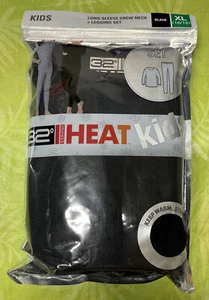 KIDS
LONG SLEEVE CREW NECK
+ LEGGING SET
BLACK
XL
SET
32°
32°
HEAT kids
KEEP WARM.